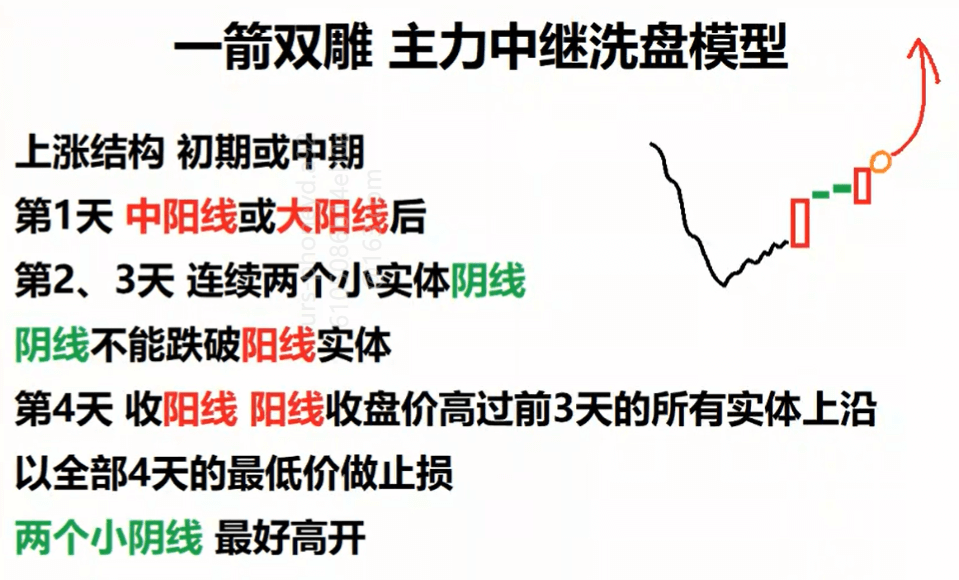 一箭双雕 主力中继洗盘模型
上涨结构 初期或中期
第1天 中阳线或大阳线后
第2、3天 连续两个小实体阴线
阴线不能跌破阳线实体
第4天 收阳线 阳线收盘价高过前3天的所有实体上沿
以全部4天的最低价做止损
两个小阴线 最好高开